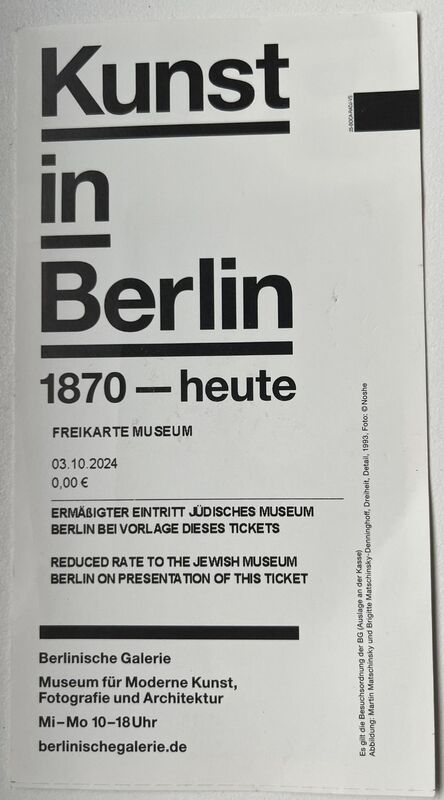 Kunst
in
Berlin
1870 — heute
FREIKARTE MUSEUM
03.10.2024
0,00 €
ERMÄßIGTER EINTRITT JÜDISCHES MUSEUM
BERLIN BEI VORLAGE DIESES TICKETS
REDUCED RATE TO THE JEWISH MUSEUM
BERLIN ON PRESENTATION OF THIS TICKET
Berlinische Galerie
Museum für Moderne Kunst,
Fotografie und Architektur
Mi–Mo 10–18 Uhr
berlinischegalerie.de
Es gilt die Besuchsordnung der BG (Auslage an der Kasse)
Abbildung: Martin Matschinsky und Brigitte Matschinsky-Denninghoff, Dreiheit, Detail, 1993, Foto: © Noshe